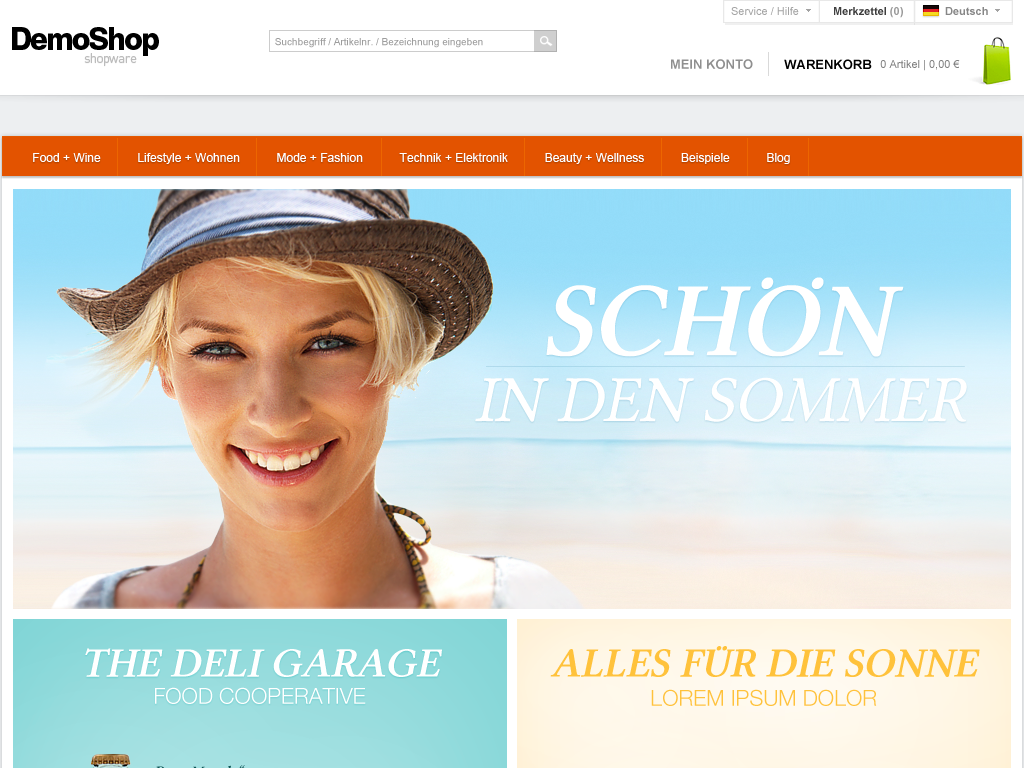 Service / Hilfe
Merkzettel (0)
Deutsch
DemoShop
shopware
Suchbegriff / Artikelnr. / Bezeichnung eingeben
MEIN KONTO
WARENKORB 0 Artikel | 0,00 €
Food + Wine
Lifestyle + Wohnen
Mode + Fashion
Technik + Elektronik
Beauty + Wellness
Beispiele
Blog
SCHÖN
IN DEN SOMMER
THE DELI GARAGE
FOOD COOPERATIVE
ALLES FÜR DIE SONNE
LOREM IPSUM DOLOR